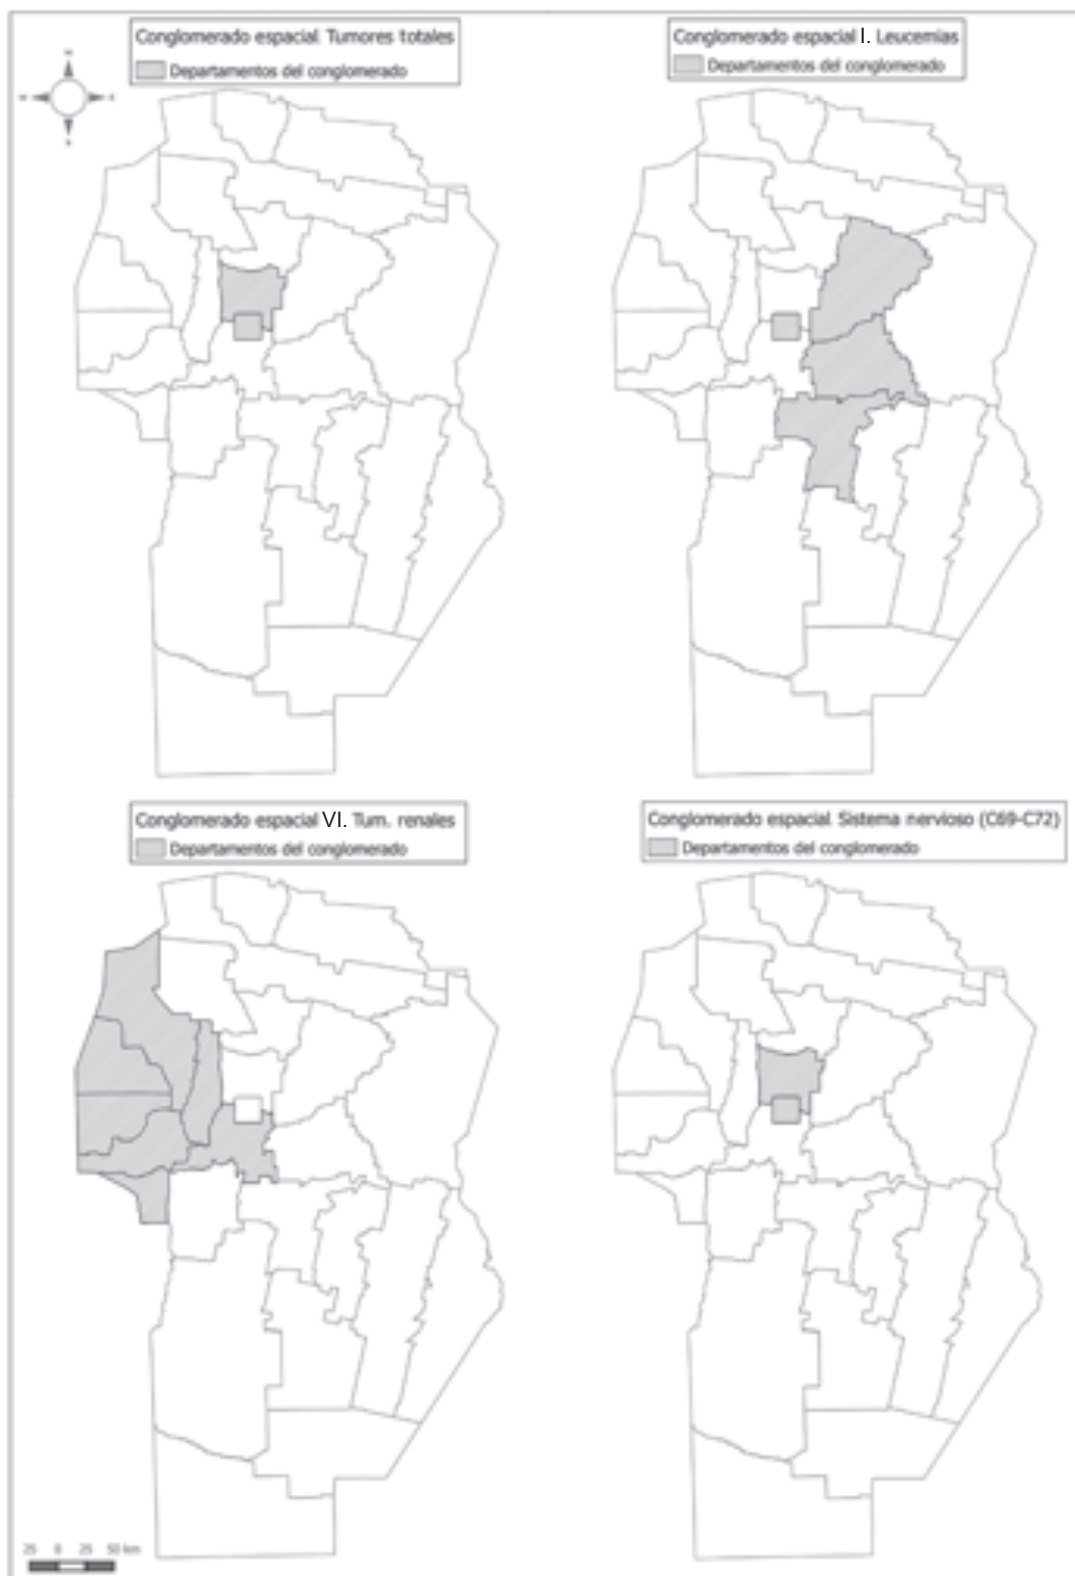 Conglomerado espacial Tumores totales
Departamentos del conglomerado
Conglomerado espacial I. Leucemias
Departamentos del conglomerado
Conglomerado espacial VI. Tum. renales
Departamentos del conglomerado
Conglomerado espacial Sistema nervioso (C69-C72)
Departamentos del conglomerado
25 0 25 50 km